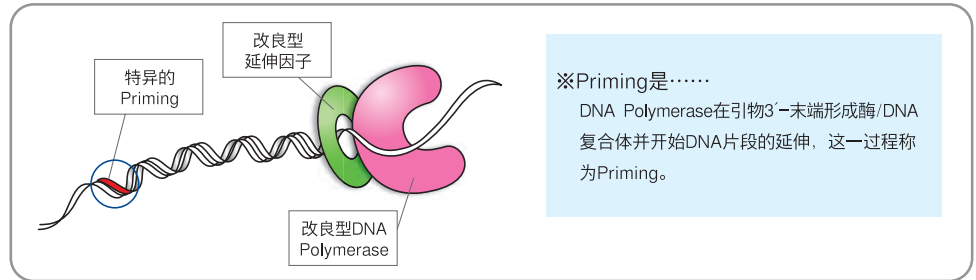 改良型
延伸因子
特异的
Priming
改良型DNA
Polymerase
※Priming是……
DNA Polymerase在引物3´-末端形成酶/DNA
复合体并开始DNA片段的延伸，这一过程称
为Priming。